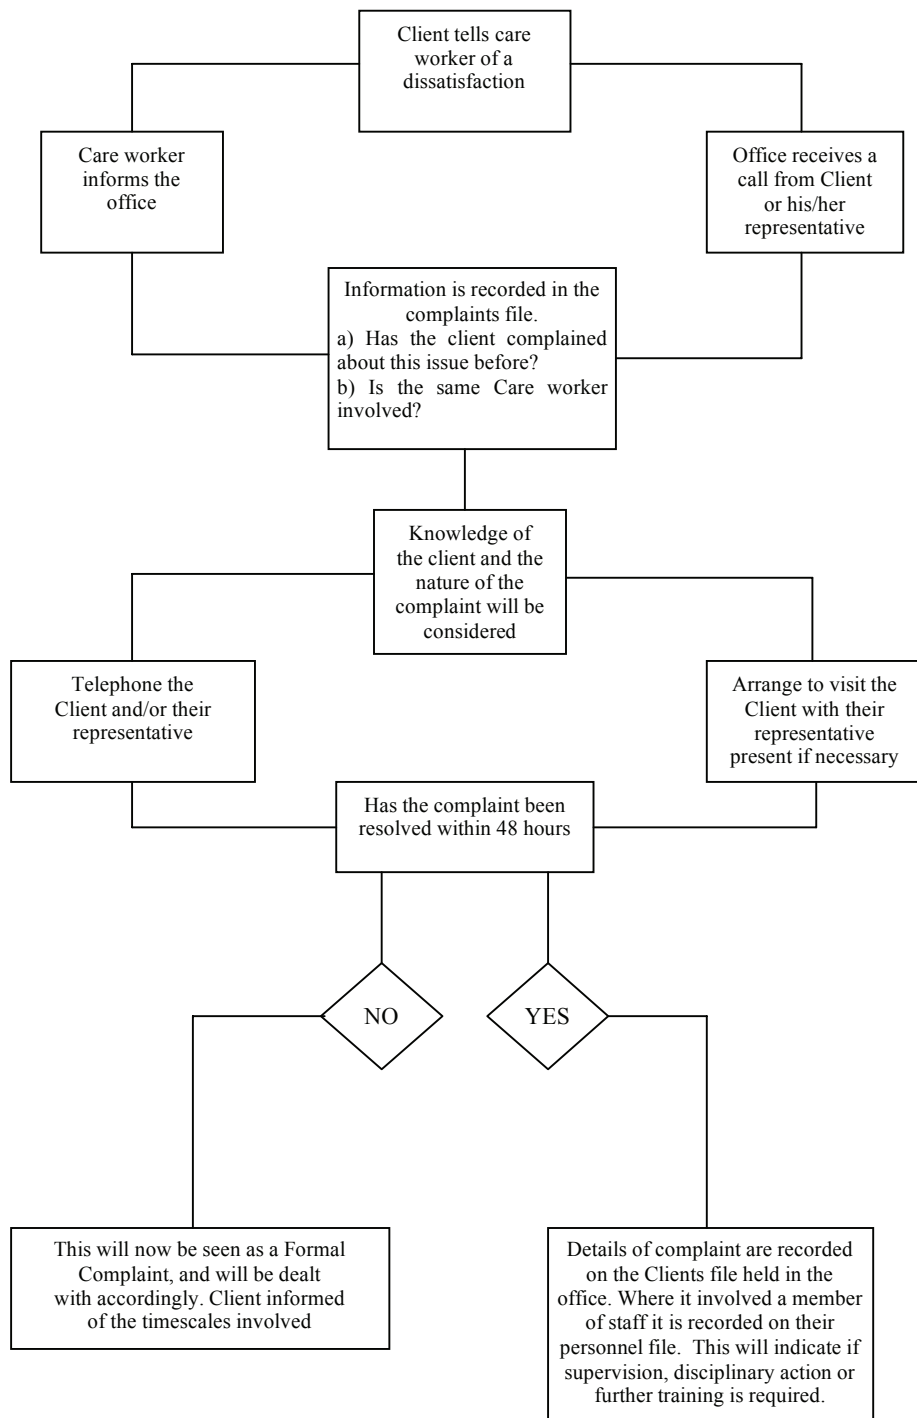 Client tells care
worker of a
dissatisfaction
Care worker
informs the
office
Office receives a
call from Client
or his/her
representative
Information is recorded in the
complaints file.
a) Has the client complained
about this issue before?
b) Is the same Care worker
involved?
Knowledge of
the client and the
nature of the
complaint will be
considered
Telephone the
Client and/or their
representative
Arrange to visit the
Client with their
representative
present if necessary
Has the complaint been
resolved within 48 hours
NO
YES
This will now be seen as a Formal
Complaint, and will be dealt
with accordingly. Client informed
of the timescales involved
Details of complaint are recorded
on the Clients file held in the
office. Where it involved a member
of staff it is recorded on their
personnel file.  This will indicate if
supervision, disciplinary action or
further training is required.